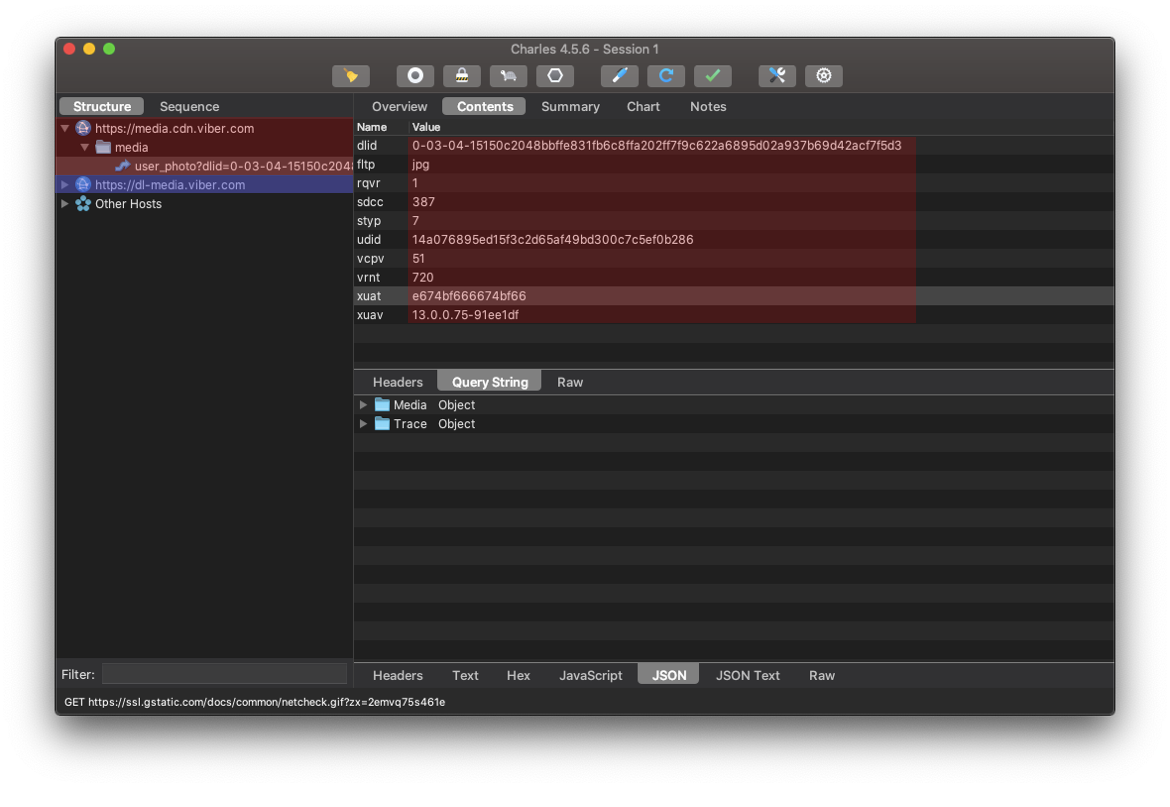 Charles 4.5.6 - Session 1
Structure Sequence
Overview Contents Summary Chart Notes
https://media.cdn.viber.com
media
user_photo?dlid=0-03-04-15150c204
https://dl-media.viber.com
Other Hosts
Name Value
dlid 0-03-04-15150c2048bbffe831fb6c8ffa202ff7f9c622a6895d02a937b69d42acf7f5d3
fltp jpg
rqvr 1
sdcc 387
styp 7
udid 14a076895ed15f3c2d65af49bd300c7c5ef0b286
vcpv 51
vrnt 720
xuat e674bf666674bf66
xuav 13.0.0.75-91ee1df
Headers Query String Raw
Media Object
Trace Object
Filter:
Headers Text Hex JavaScript JSON JSON Text Raw
GET https://ssl.gstatic.com/docs/common/netcheck.gif?zx=2emvq75s461e